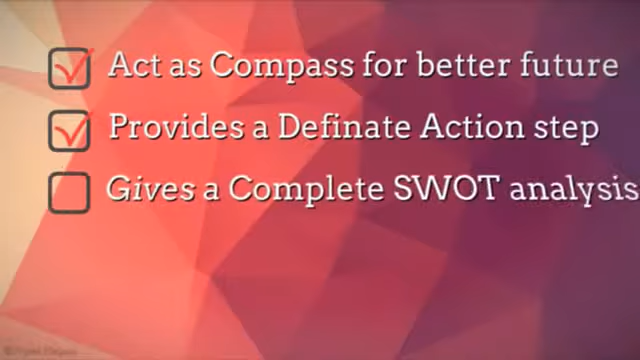 Act as Compass for better future
Provides a Definate Action step
Gives a Complete SWOT analysis